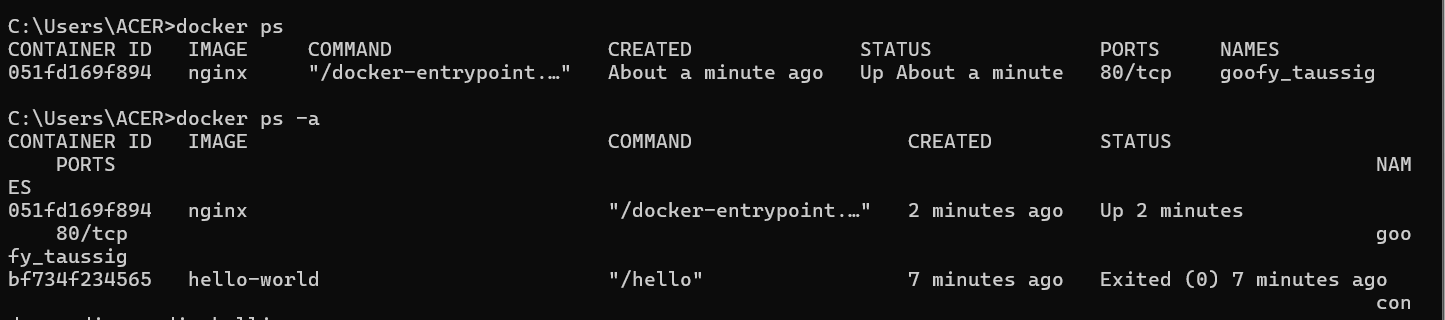 C:\Users\ACER>docker ps
CONTAINER ID   IMAGE     COMMAND                  CREATED              STATUS              PORTS     NAMES
051fd169f894   nginx     "/docker-entrypoint.…"   About a minute ago   Up About a minute   80/tcp    goofy_taussig
C:\Users\ACER>docker ps -a
CONTAINER ID   IMAGE                              COMMAND                  CREATED         STATUS
    PORTS                                                                                                         NAM
ES
051fd169f894   nginx                              "/docker-entrypoint.…"   2 minutes ago   Up 2 minutes
    80/tcp                                                                                                        goo
fy_taussig
bf734f234565   hello-world                        "/hello"                 7 minutes ago   Exited (0) 7 minutes ago
                                                                                                                  con